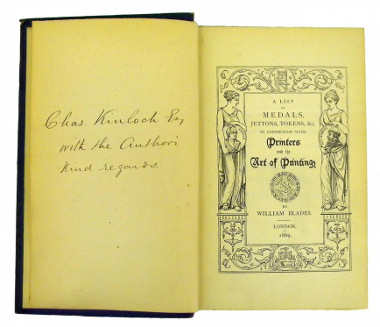 Chas. Kinloch Esq
with the Author's
kind regards.
A LIST
OF
MEDALS,
JETTONS, TOKENS, &c.
IN CONNECTION WITH
Printers
and the
Art of Printing
BY
WILLIAM BLADES.
LONDON.
1869.